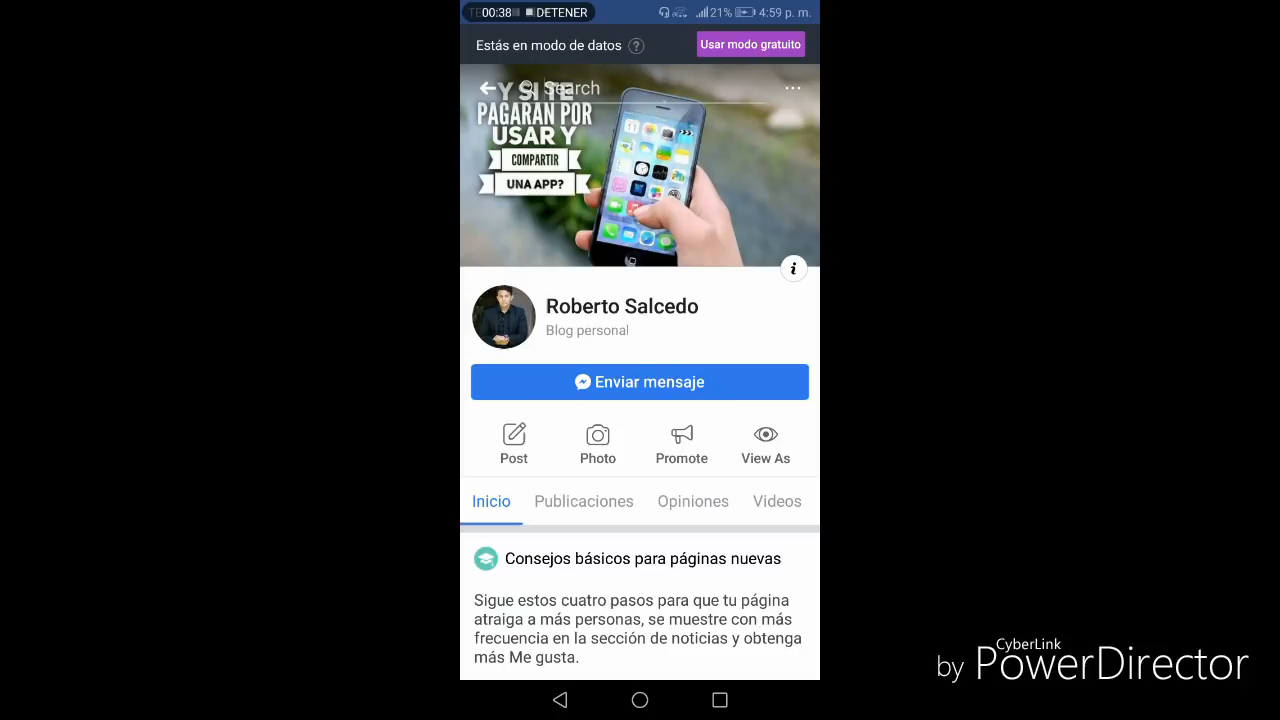 00:38 DETENER 21% 4:59 p. m.
Estás en modo de datos ? Usar modo gratuito
Search
Y SI TE
PAGARAN POR
USAR Y
COMPARTIR
UNA APP?
Roberto Salcedo
Blog personal
Enviar mensaje
Post Photo Promote View As
Inicio Publicaciones Opiniones Videos
Consejos básicos para páginas nuevas
Sigue estos cuatro pasos para que tu página
atraiga a más personas, se muestre con más
frecuencia en la sección de noticias y obtenga
más Me gusta.
CyberLink
by PowerDirector